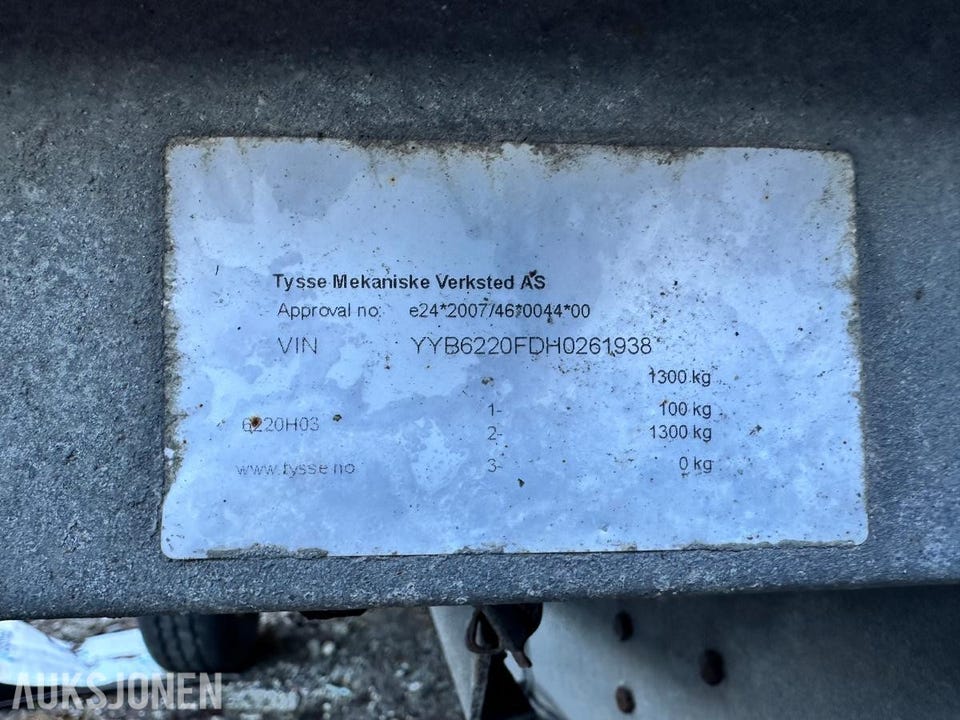 Tysse Mekaniske Verksted AS
Approval no: e24*2007/46*0044*00
VIN YYB6220FDH0261938
1300 kg
1- 100 kg
6220H03
2- 1300 kg
www.tysse.no 3- 0 kg
AUKSJONEN